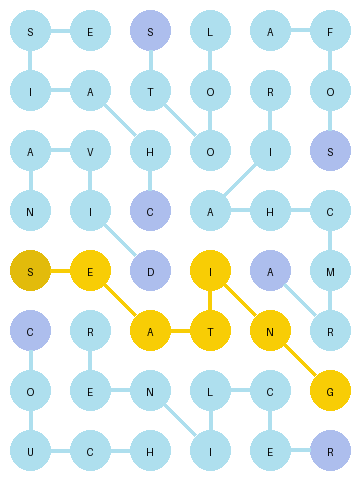 S E S L A F
I A T O R O
A V H O I S
N I C A H C
S E D I A M
C R A T N R
O E N L C G
U C H I E R